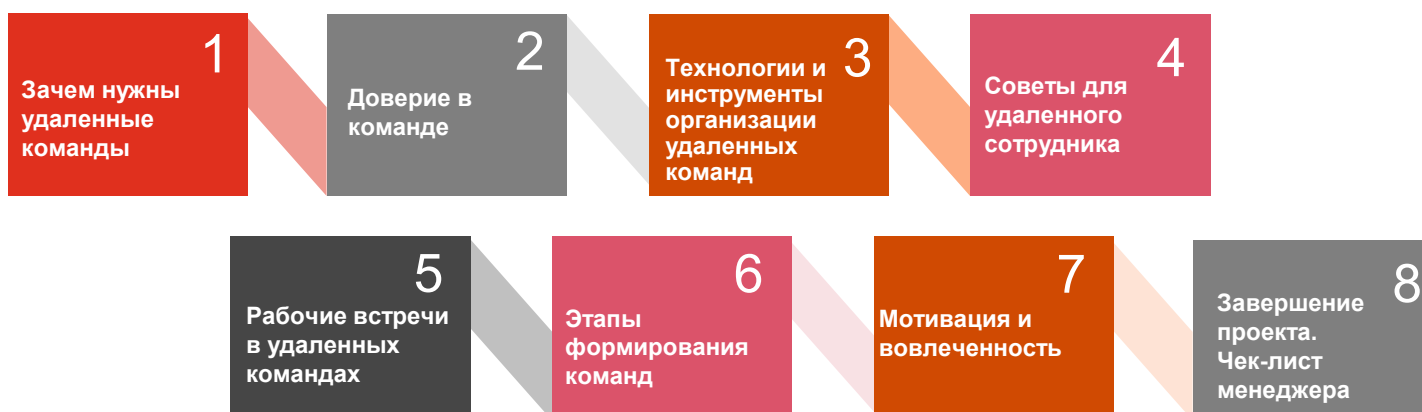 1
Зачем нужны
удаленные
команды
2
Доверие в
команде
3
Технологии и
инструменты
организации
удаленных
команд
4
Советы для
удаленного
сотрудника
5
Рабочие встречи
в удаленных
командах
6
Этапы
формирования
команд
7
Мотивация и
вовлеченность
8
Завершение
проекта.
Чек-лист
менеджера